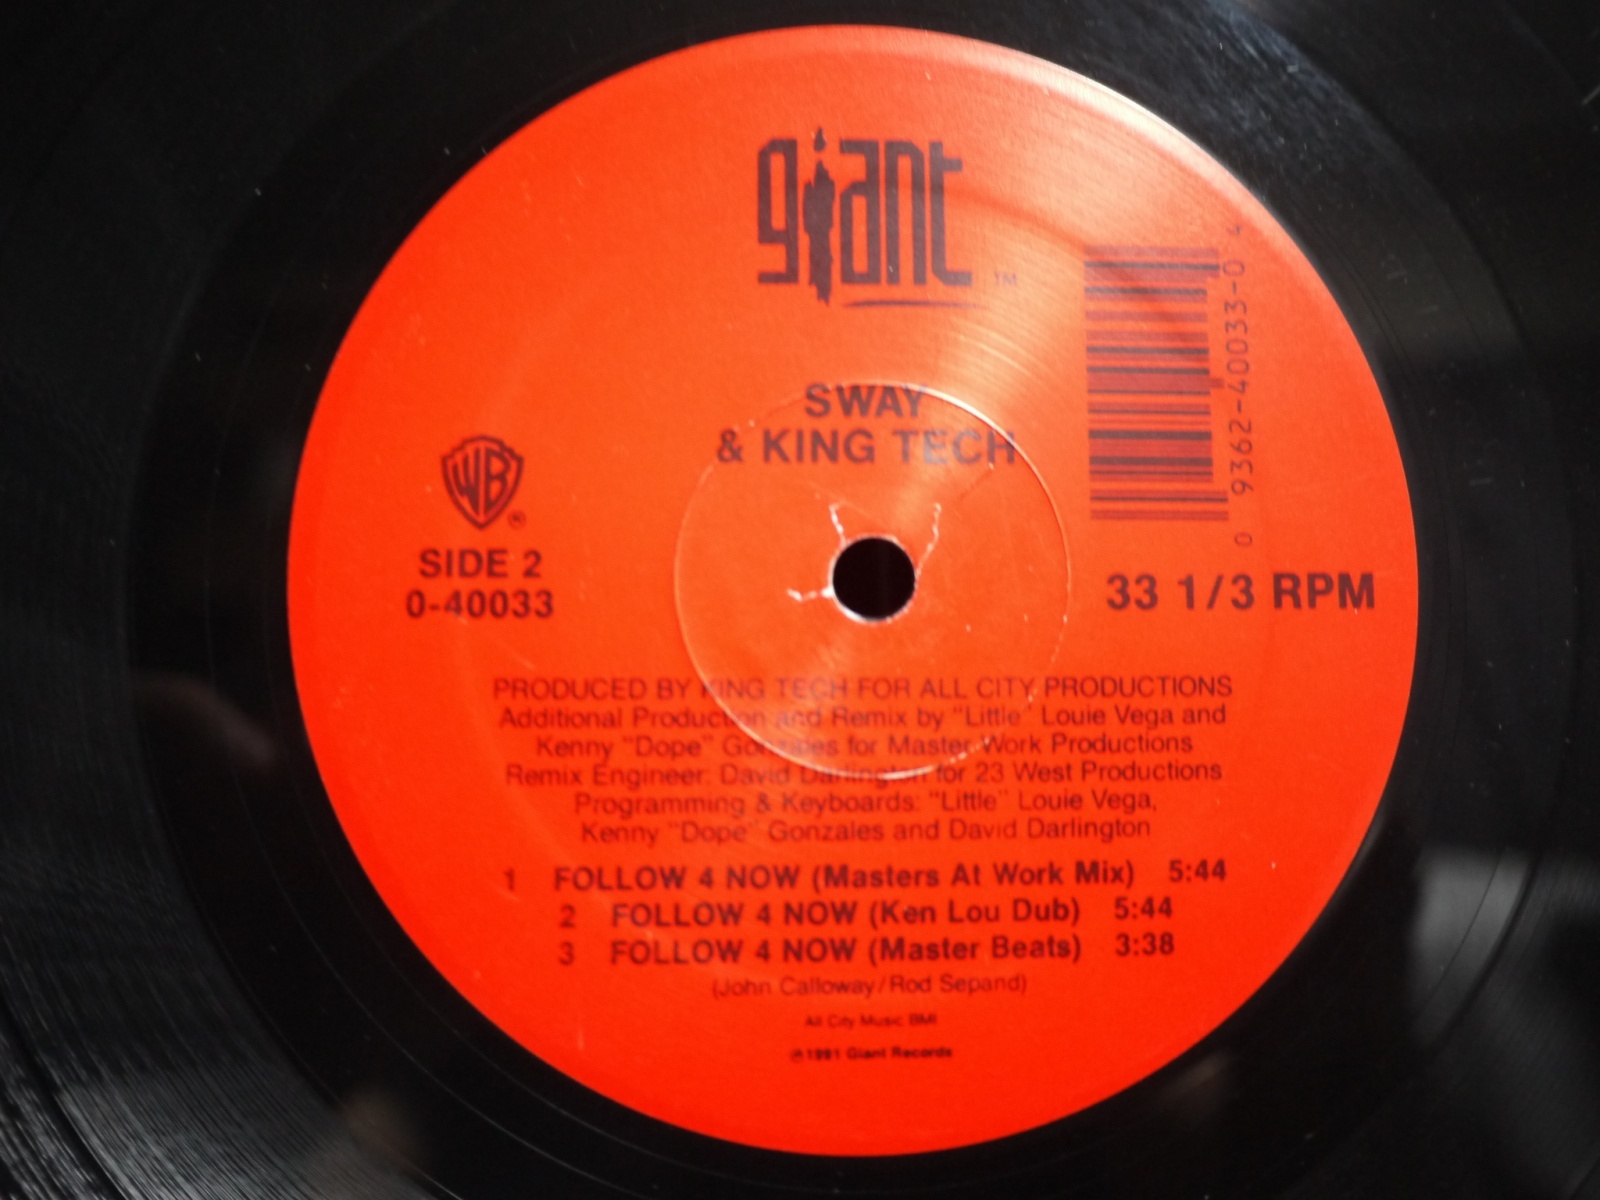 giant ™
SWAY
& KING TECH
WB ®
SIDE 2
0-40033
0 9362-40033-0 4
33 1/3 RPM
PRODUCED BY KING TECH FOR ALL CITY PRODUCTIONS
Additional Production and Remix by "Little" Louie Vega and
Kenny "Dope" Gonzales for Master Work Productions
Remix Engineer: David Darlington for 23 West Productions
Programming & Keyboards: "Little" Louie Vega,
Kenny "Dope" Gonzales and David Darlington
1 FOLLOW 4 NOW (Masters At Work Mix) 5:44
2 FOLLOW 4 NOW (Ken Lou Dub) 5:44
3 FOLLOW 4 NOW (Master Beats) 3:38
(John Calloway/Rod Sepand)
All City Music BMI
℗1991 Giant Records